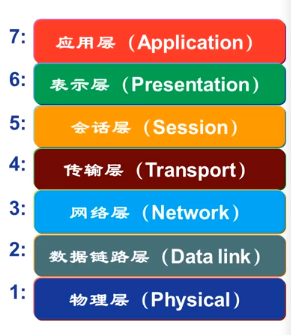 7: 应用层（Application）
6: 表示层（Presentation）
5: 会话层（Session）
4: 传输层（Transport）
3: 网络层（Network）
2: 数据链路层（Data link）
1: 物理层（Physical）